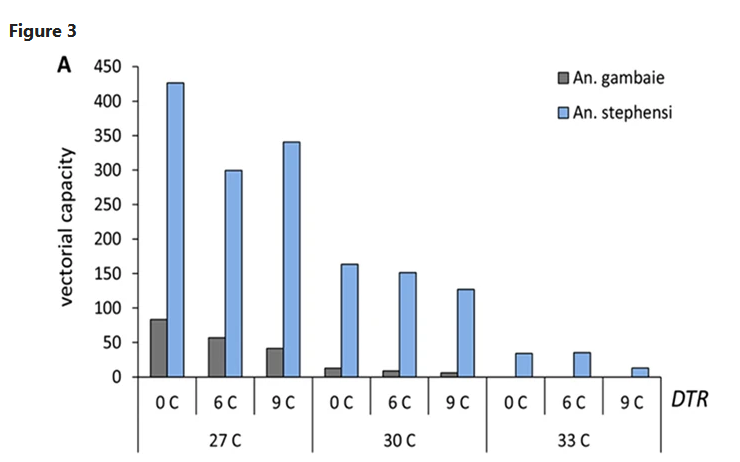 Figure 3
A
450
400
350
300
250
200
150
100
50
0
vectorial capacity
An. gambaie
An. stephensi
0 C 6 C 9 C 0 C 6 C 9 C 0 C 6 C 9 C DTR
27 C 30 C 33 C